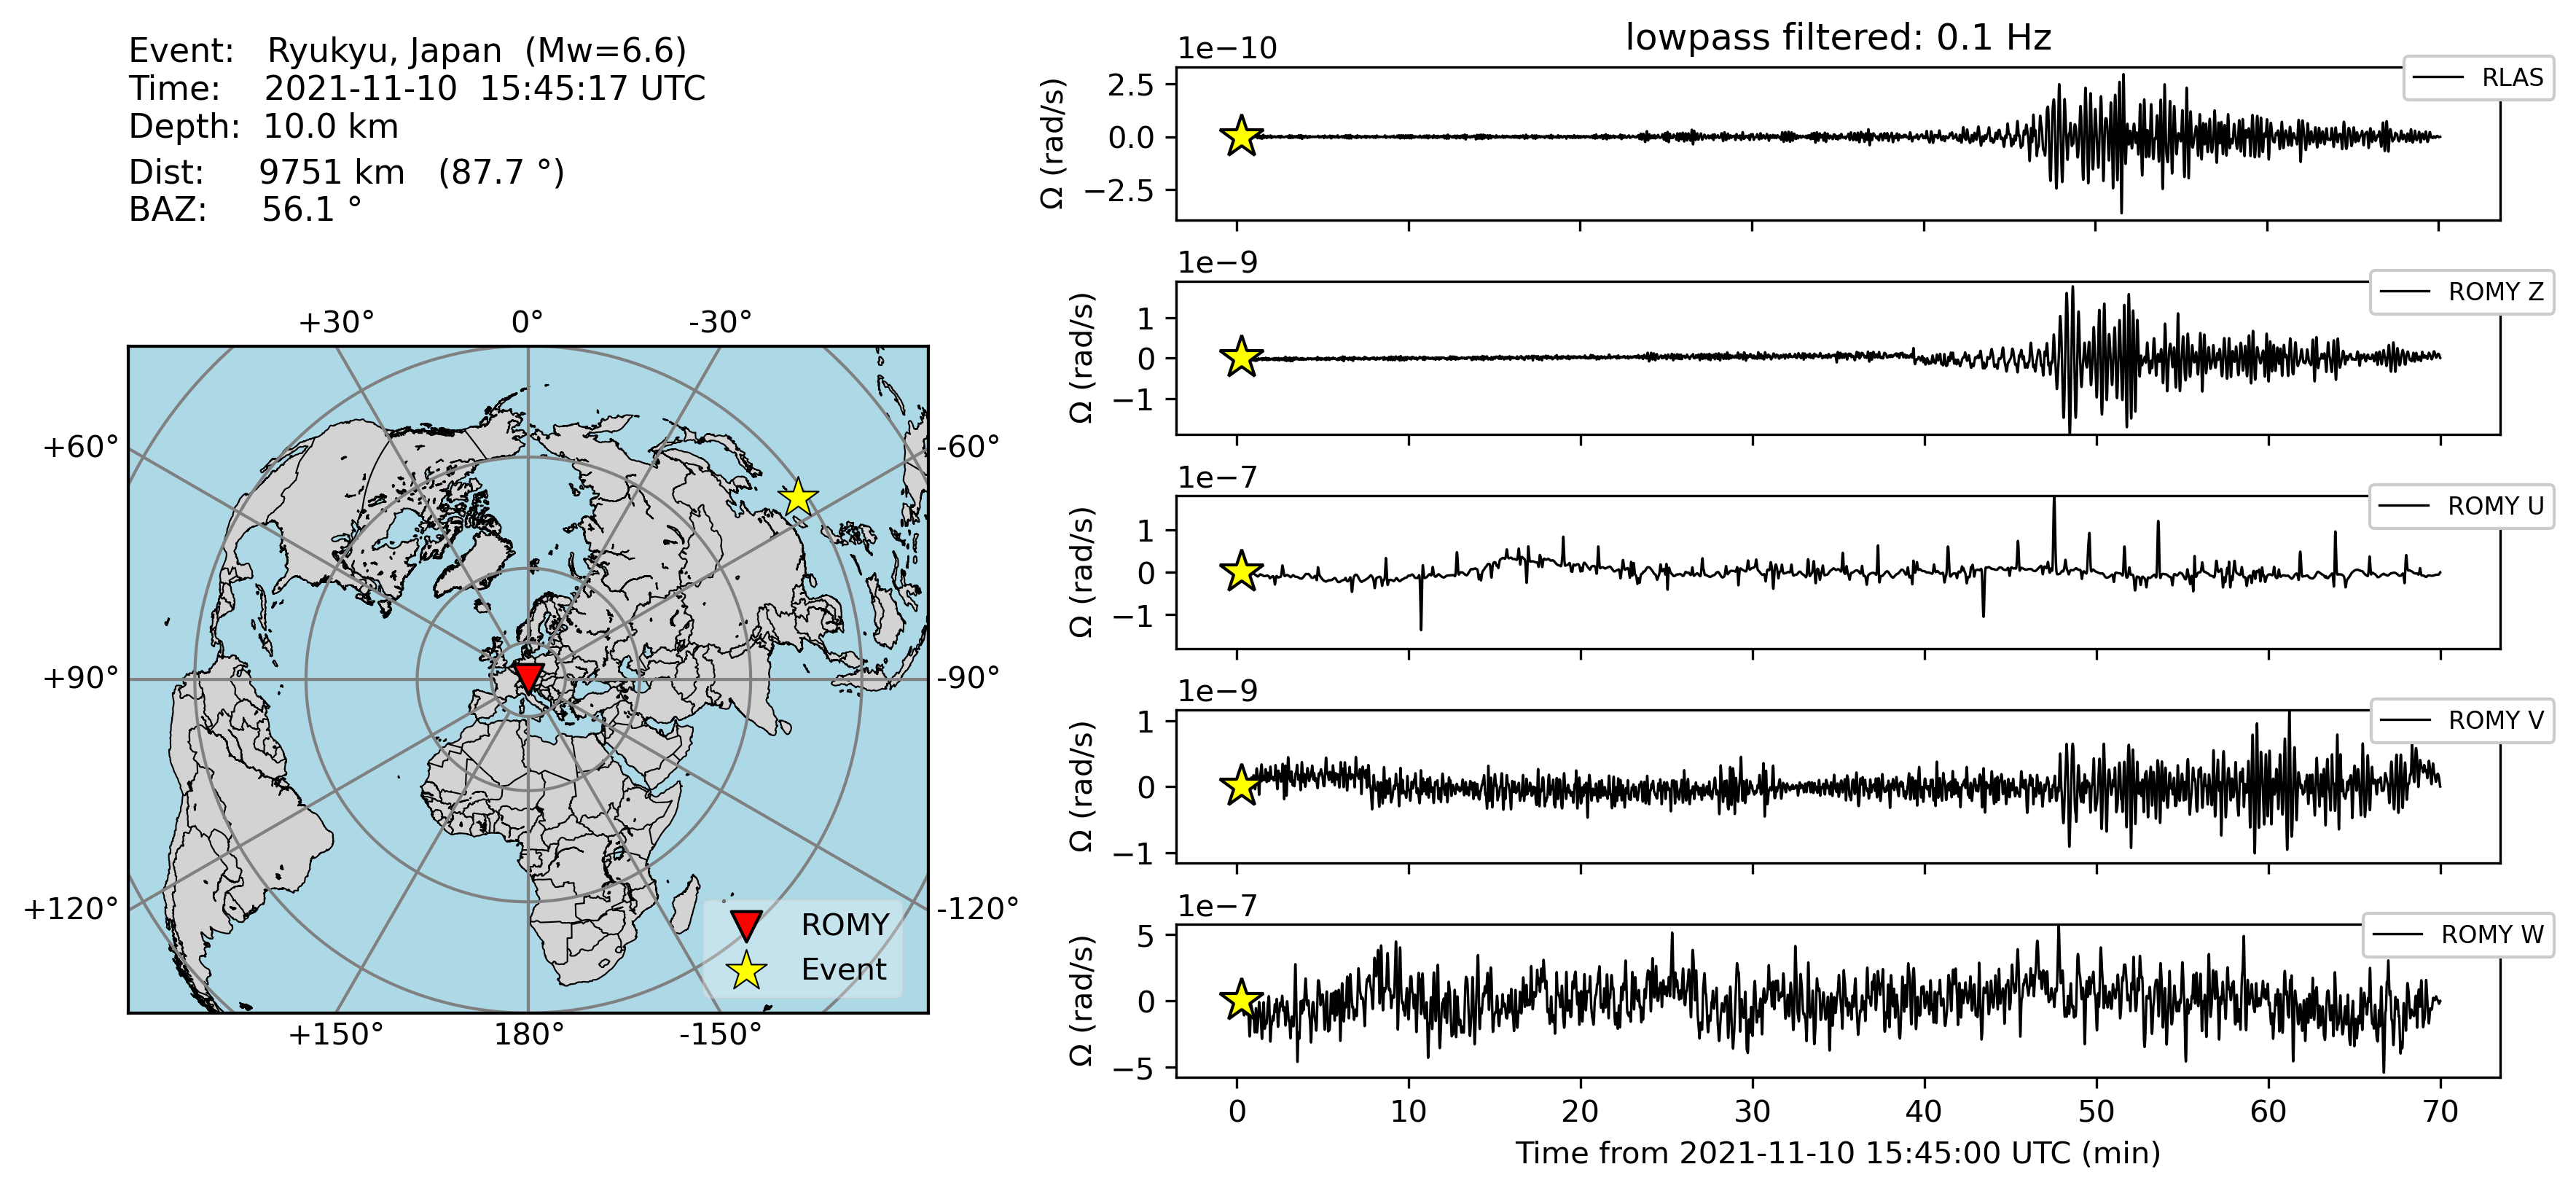 Event:   Ryukyu, Japan  (Mw=6.6)
Time:    2021-11-10  15:45:17 UTC
Depth:  10.0 km
Dist:     9751 km   (87.7 °)
BAZ:     56.1 °
+30°
0°
-30°
+60°
-60°
+90°
-90°
+120°
-120°
+150°
180°
-150°
ROMY
Event
lowpass filtered: 0.1 Hz
1e−10
Ω (rad/s)
2.5
0.0
−2.5
RLAS
1e−9
Ω (rad/s)
1
0
−1
ROMY Z
1e−7
Ω (rad/s)
1
0
−1
ROMY U
1e−9
Ω (rad/s)
1
0
−1
ROMY V
1e−7
Ω (rad/s)
5
0
−5
ROMY W
0 10 20 30 40 50 60 70
Time from 2021-11-10 15:45:00 UTC (min)